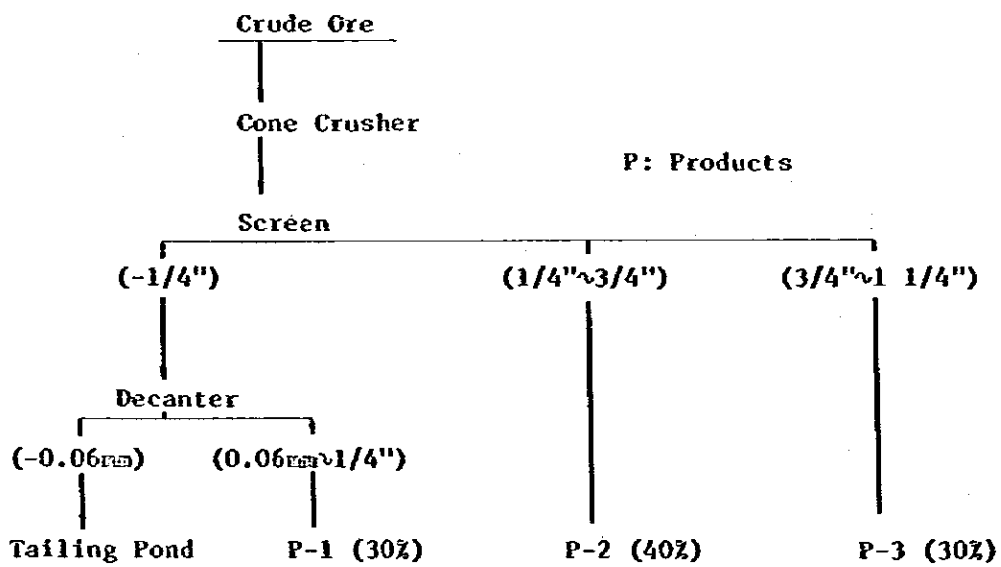 Crude Ore
Cone Crusher
P: Products
Screen
(-1/4") (1/4"~3/4") (3/4"~1 1/4")
Decanter
(-0.06mm) (0.06mm~1/4")
Tailing Pond P-1 (30%) P-2 (40%) P-3 (30%)